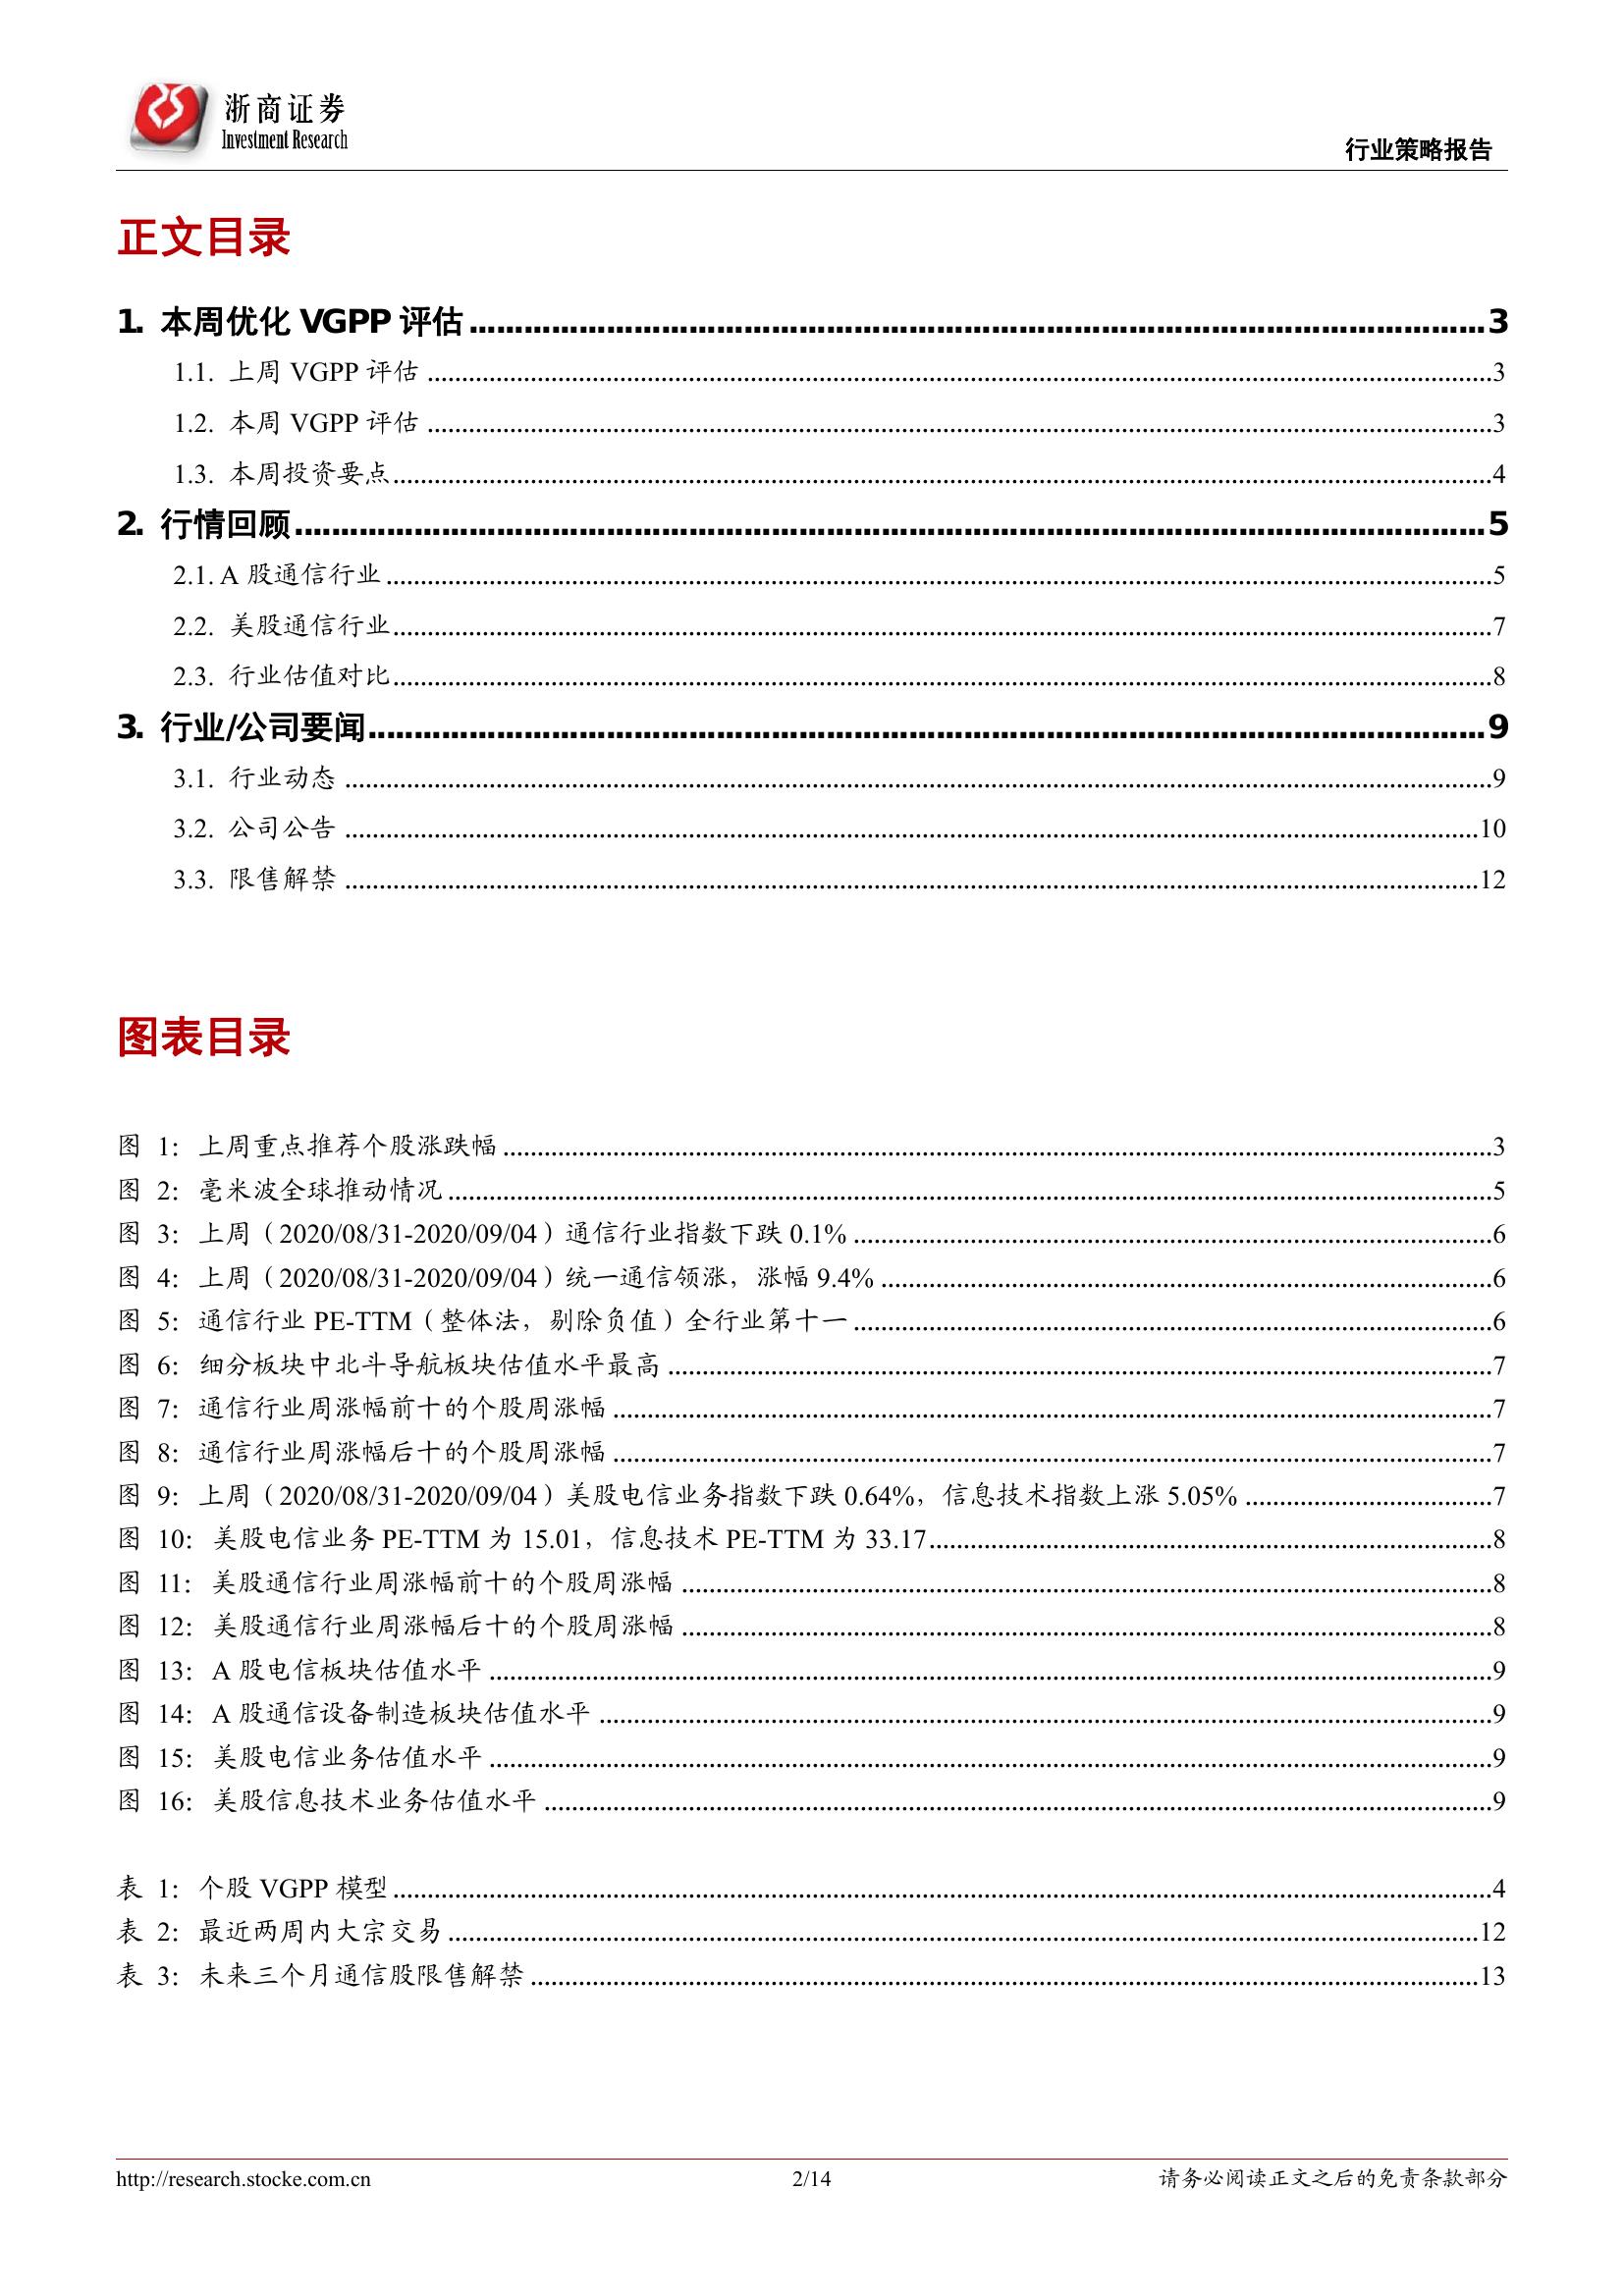 浙商证券
Investment Research
行业策略报告
正文目录
1. 本周优化 VGPP 评估 3
1.1. 上周 VGPP 评估 3
1.2. 本周 VGPP 评估 3
1.3. 本周投资要点 4
2. 行情回顾 5
2.1. A 股通信行业 5
2.2. 美股通信行业 7
2.3. 行业估值对比 8
3. 行业/公司要闻 9
3.1. 行业动态 9
3.2. 公司公告 10
3.3. 限售解禁 12
图表目录
图 1：上周重点推荐个股涨跌幅 3
图 2：毫米波全球推动情况 5
图 3：上周（2020/08/31-2020/09/04）通信行业指数下跌 0.1% 6
图 4：上周（2020/08/31-2020/09/04）统一通信领涨，涨幅 9.4% 6
图 5：通信行业 PE-TTM（整体法，剔除负值）全行业第十一 6
图 6：细分板块中北斗导航板块估值水平最高 7
图 7：通信行业周涨幅前十的个股周涨幅 7
图 8：通信行业周涨幅后十的个股周涨幅 7
图 9：上周（2020/08/31-2020/09/04）美股电信业务指数下跌 0.64%，信息技术指数上涨 5.05% 7
图 10：美股电信业务 PE-TTM 为 15.01，信息技术 PE-TTM 为 33.17 8
图 11：美股通信行业周涨幅前十的个股周涨幅 8
图 12：美股通信行业周涨幅后十的个股周涨幅 8
图 13：A 股电信板块估值水平 9
图 14：A 股通信设备制造板块估值水平 9
图 15：美股电信业务估值水平 9
图 16：美股信息技术业务估值水平 9
表 1：个股 VGPP 模型 4
表 2：最近两周内大宗交易 12
表 3：未来三个月通信股限售解禁 13
http://research.stocke.com.cn 2/14 请务必阅读正文之后的免责条款部分